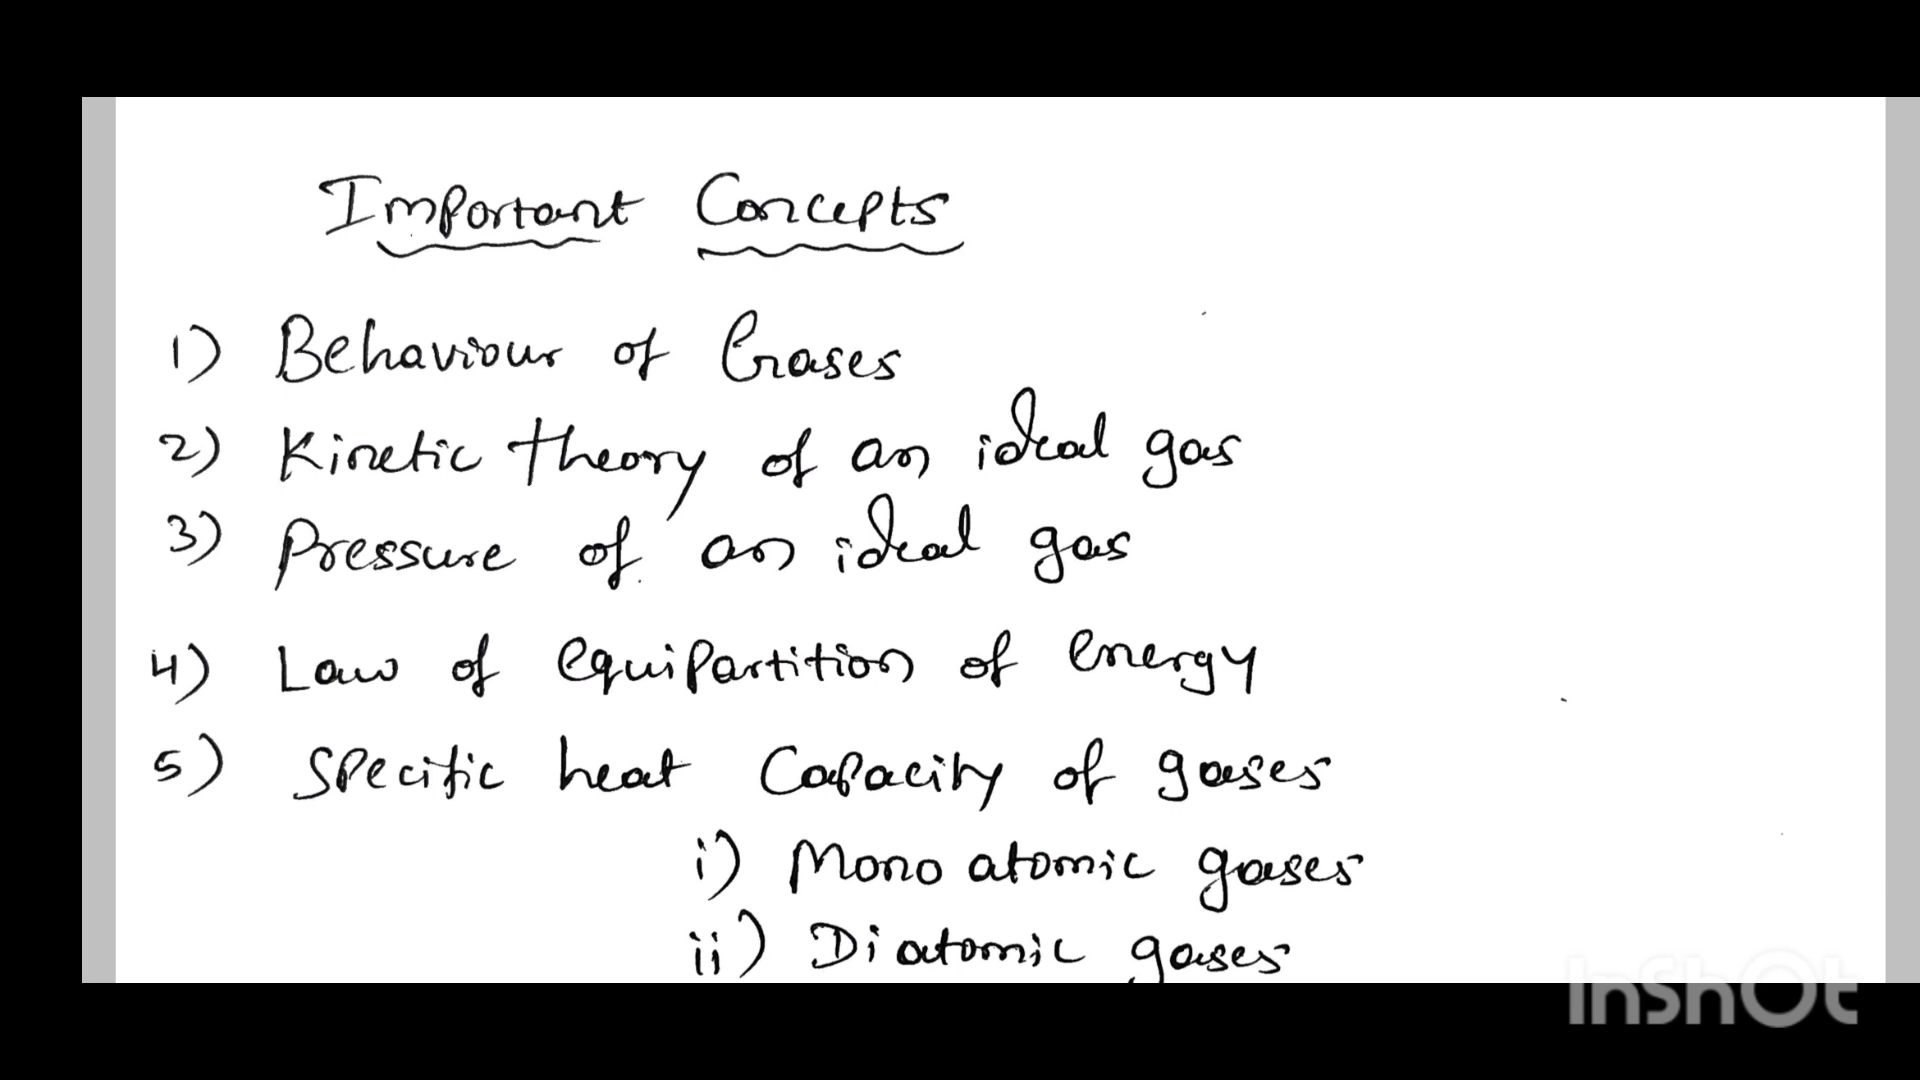 Important Concepts
1) Behaviour of Gases
2) Kinetic theory of an ideal gas
3) Pressure of an ideal gas
4) Law of equipartition of energy
5) Specific heat Capacity of gases
i) Mono atomic gases
ii) Diatomic gases
InShOt